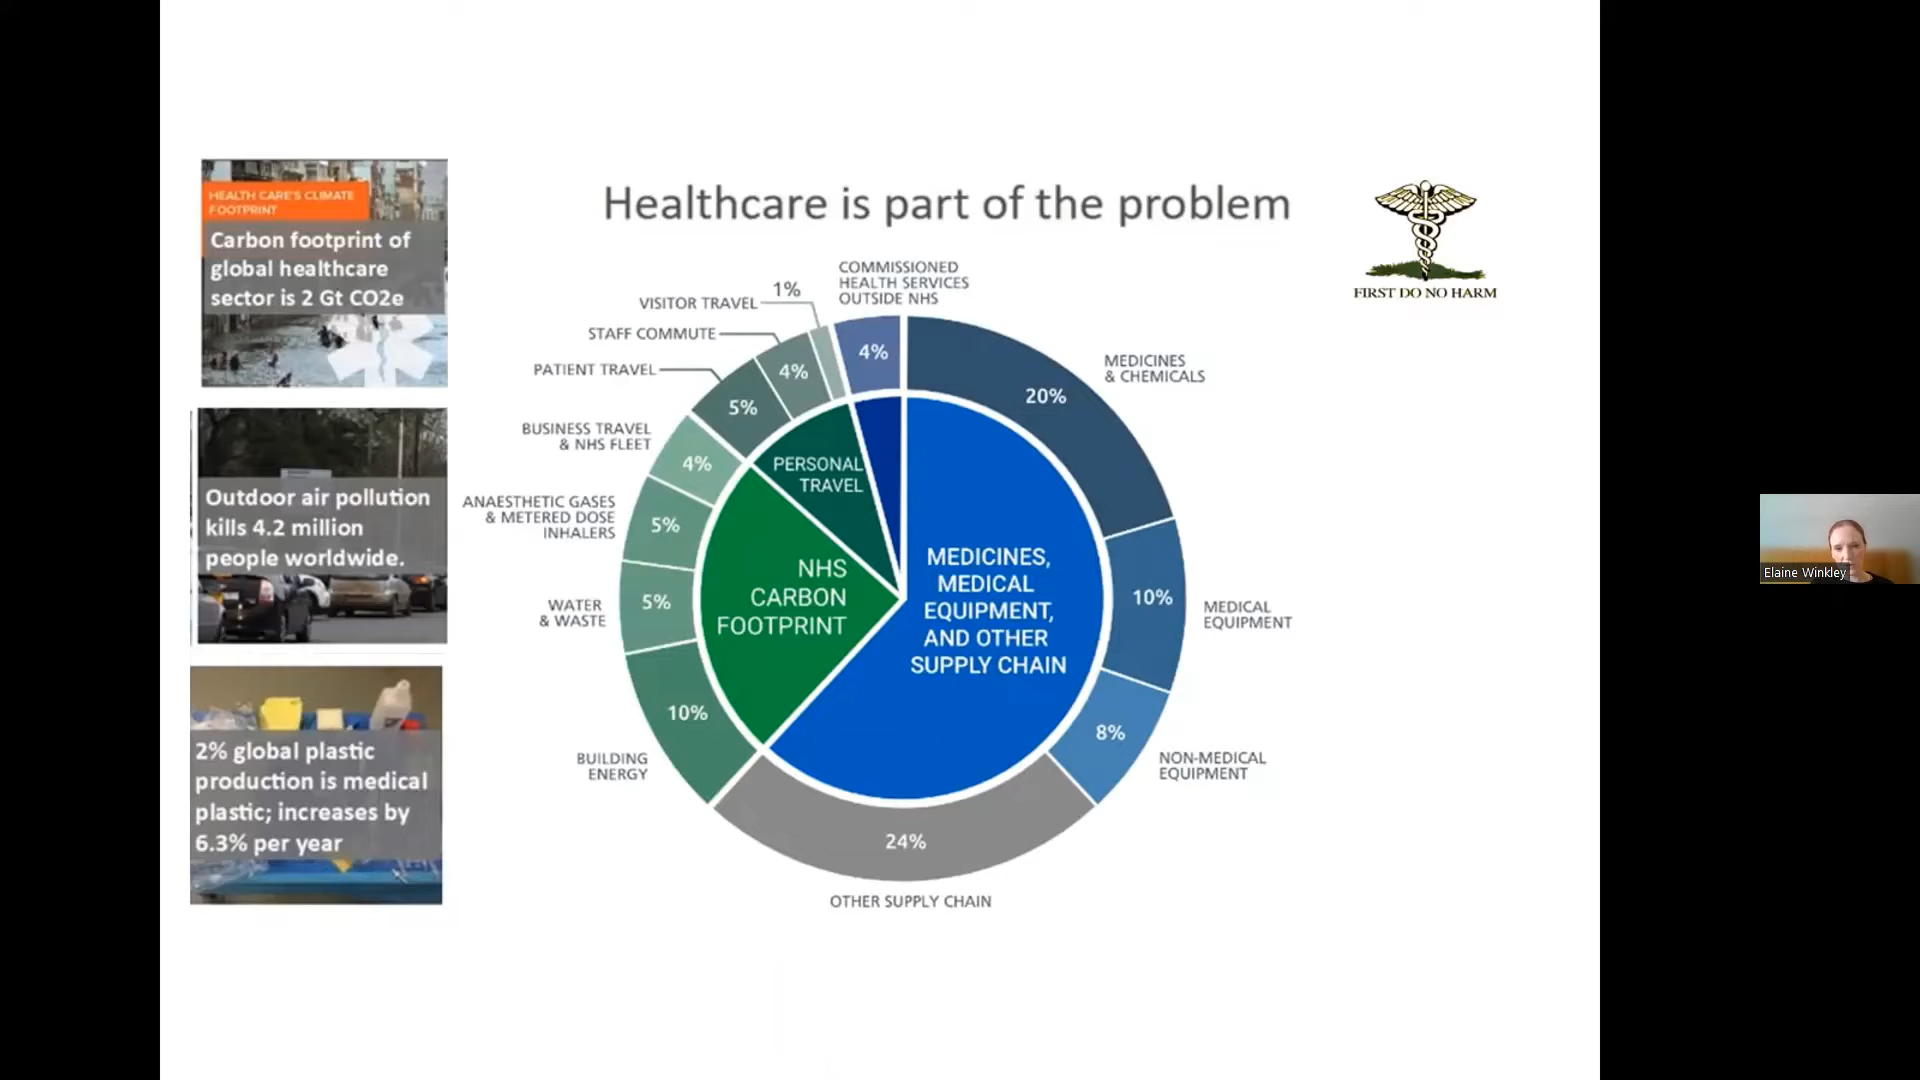 Healthcare is part of the problem
HEALTH CARE'S CLIMATE
FOOTPRINT
Carbon footprint of
global healthcare
sector is 2 Gt CO2e
Outdoor air pollution
kills 4.2 million
people worldwide.
2% global plastic
production is medical
plastic; increases by
6.3% per year
FIRST DO NO HARM
COMMISSIONED
HEALTH SERVICES
OUTSIDE NHS
4%
1%
VISITOR TRAVEL
STAFF COMMUTE
4%
PATIENT TRAVEL
5%
BUSINESS TRAVEL
& NHS FLEET
4%
ANAESTHETIC GASES
& METERED DOSE
INHALERS
5%
WATER
& WASTE
5%
BUILDING
ENERGY
10%
OTHER SUPPLY CHAIN
24%
NON-MEDICAL
EQUIPMENT
8%
MEDICAL
EQUIPMENT
10%
MEDICINES
& CHEMICALS
20%
PERSONAL
TRAVEL
NHS
CARBON
FOOTPRINT
MEDICINES,
MEDICAL
EQUIPMENT,
AND OTHER
SUPPLY CHAIN
Elaine Winkley